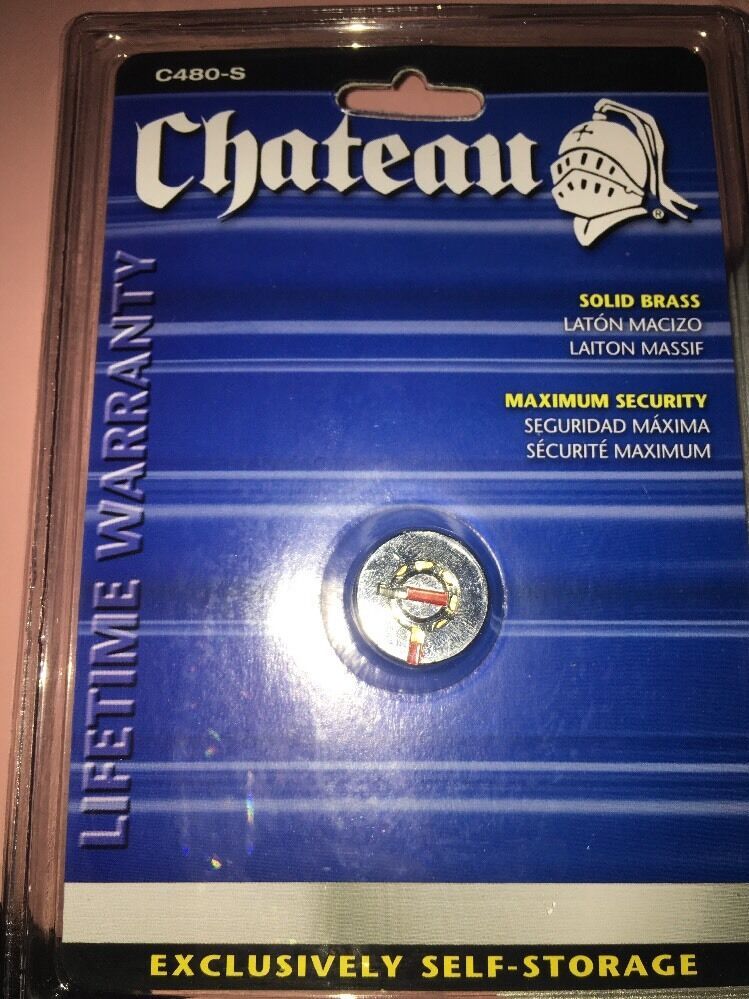 C480-S
Chateau
®
SOLID BRASS
LATÓN MACIZO
LAITON MASSIF
MAXIMUM SECURITY
SEGURIDAD MÁXIMA
SÉCURITÉ MAXIMUM
LIFETIME WARRANTY
EXCLUSIVELY SELF-STORAGE